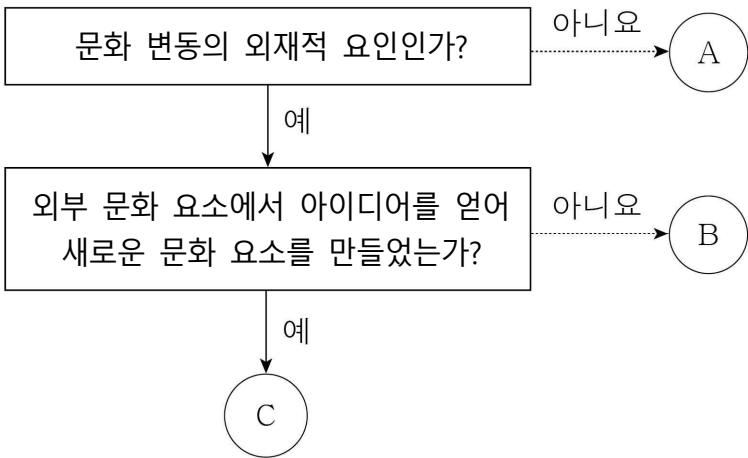 문화 변동의 외재적 요인인가?
아니요
A
예
외부 문화 요소에서 아이디어를 얻어
새로운 문화 요소를 만들었는가?
아니요
B
예
C